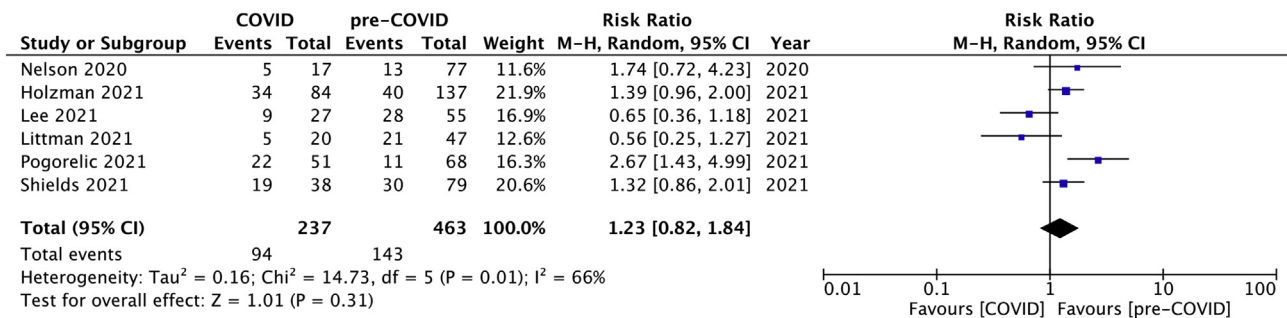 COVID pre-COVID Risk Ratio Risk Ratio
Study or Subgroup Events Total Events Total Weight M-H, Random, 95% CI Year M-H, Random, 95% CI
Nelson 2020 5 17 13 77 11.6% 1.74 [0.72, 4.23] 2020
Holzman 2021 34 84 40 137 21.9% 1.39 [0.96, 2.00] 2021
Lee 2021 9 27 28 55 16.9% 0.65 [0.36, 1.18] 2021
Littman 2021 5 20 21 47 12.6% 0.56 [0.25, 1.27] 2021
Pogorelic 2021 22 51 11 68 16.3% 2.67 [1.43, 4.99] 2021
Shields 2021 19 38 30 79 20.6% 1.32 [0.86, 2.01] 2021
Total (95% CI) 237 463 100.0% 1.23 [0.82, 1.84]
Total events 94 143
Heterogeneity: Tau² = 0.16; Chi² = 14.73, df = 5 (P = 0.01); I² = 66%
Test for overall effect: Z = 1.01 (P = 0.31)
0.01 0.1 1 10 100
Favours [COVID] Favours [pre-COVID]